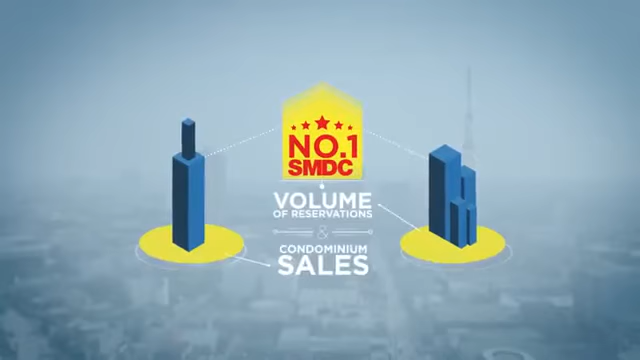 NO.1
SMDC
VOLUME
OF RESERVATIONS
&
CONDOMINIUM
SALES